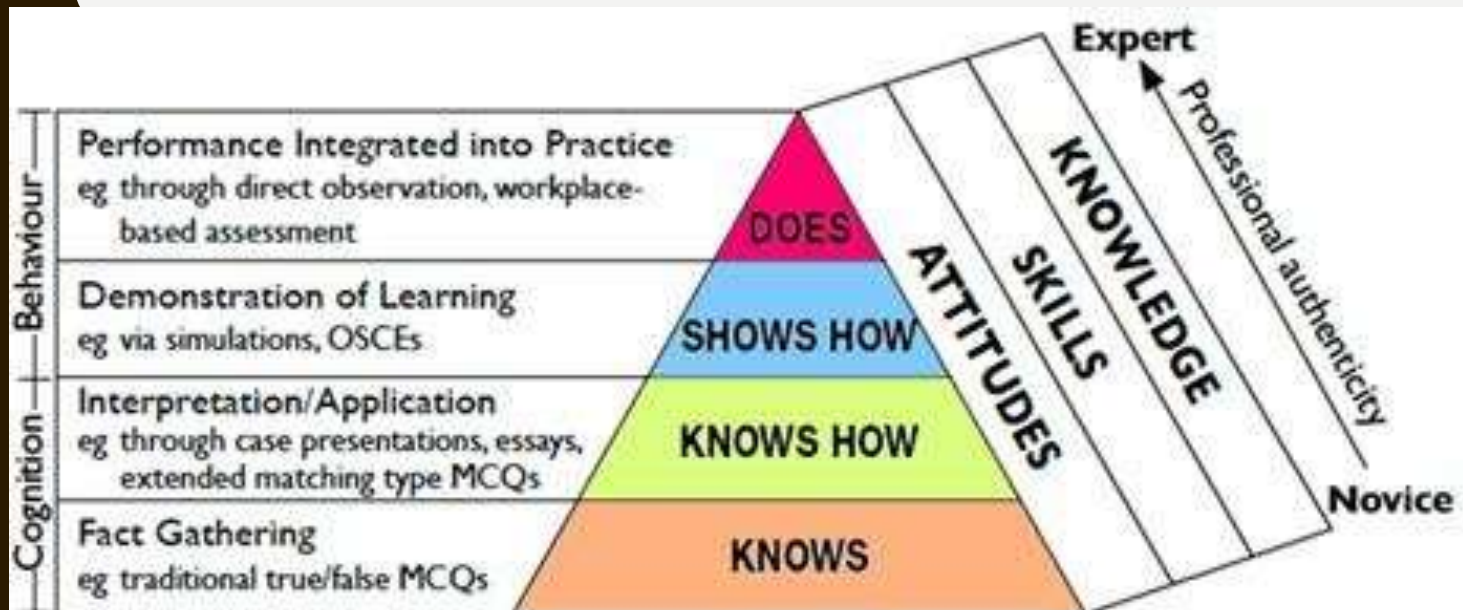 Expert
Professional authenticity
Novice
KNOWLEDGE
SKILLS
ATTITUDES
Behaviour
Cognition
Performance Integrated into Practice
eg through direct observation, workplace-
based assessment
DOES
Demonstration of Learning
eg via simulations, OSCEs
SHOWS HOW
Interpretation/Application
eg through case presentations, essays,
extended matching type MCQs
KNOWS HOW
Fact Gathering
eg traditional true/false MCQs
KNOWS